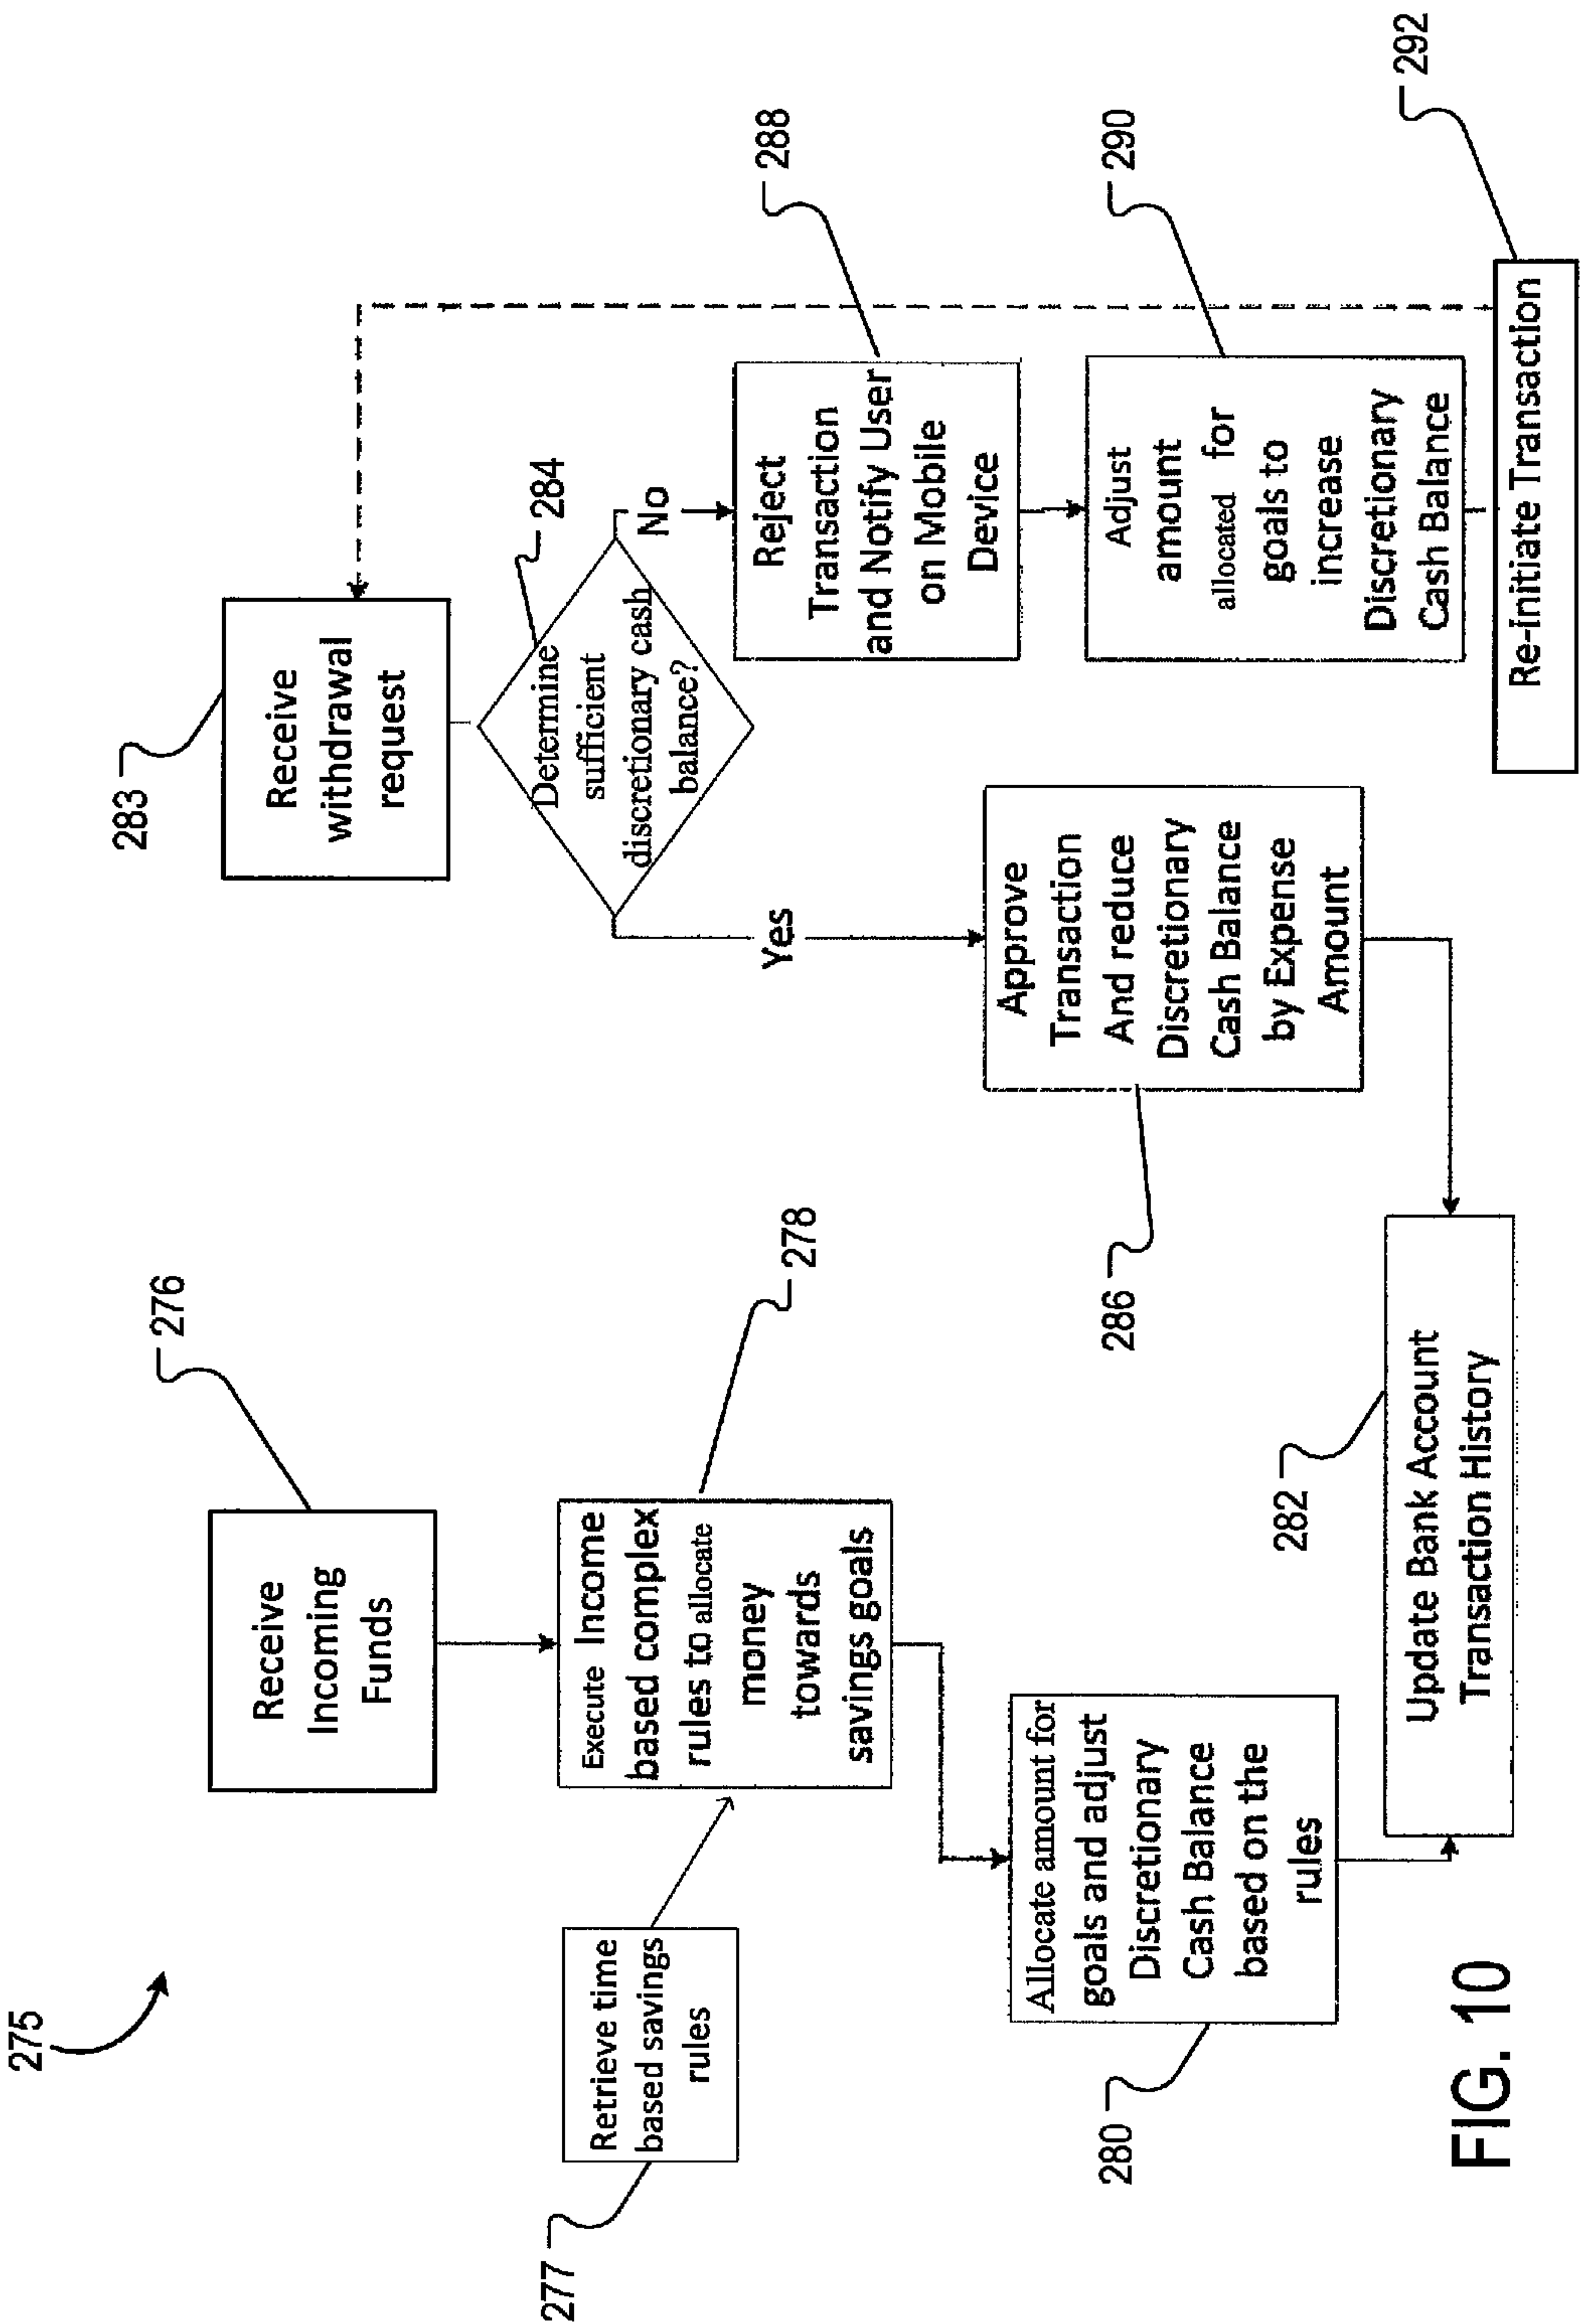 275
276
Receive
Incoming
Funds
277
Retrieve time
based savings
rules
278
Execute Income
based complex
rules to allocate
money
towards
savings goals
280
Allocate amount for
goals and adjust
Discretionary
Cash Balance
based on the
rules
282
Update Bank Account
Transaction History
283
Receive
withdrawal
request
284
Determine
sufficient
discretionary cash
balance?
Yes
No
286
Approve
Transaction
And reduce
Discretionary
Cash Balance
by Expense
Amount
288
Reject
Transaction
and Notify User
on Mobile
Device
290
Adjust
amount
allocated for
goals to
increase
Discretionary
Cash Balance
292
Re-initiate Transaction
FIG. 10